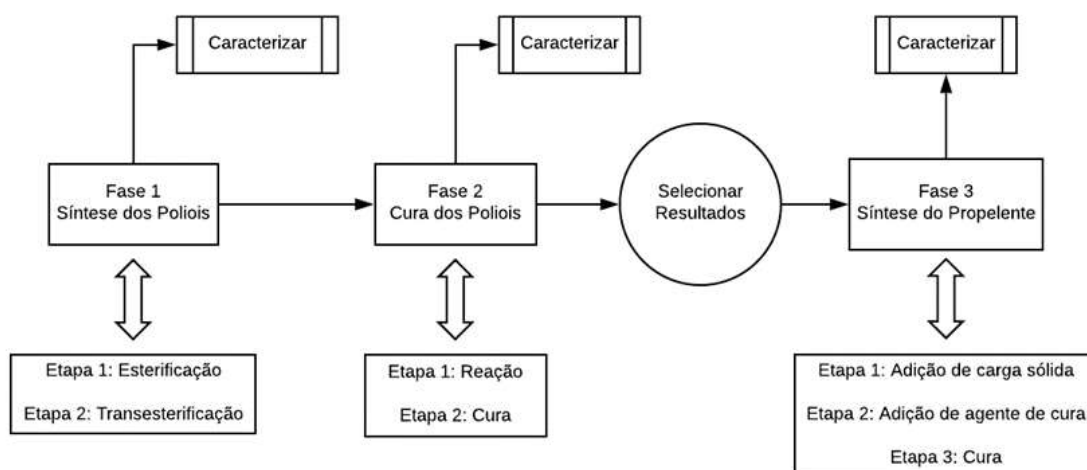 Caracterizar
Caracterizar
Caracterizar
Fase 1
Síntese dos Poliois
Fase 2
Cura dos Poliois
Selecionar
Resultados
Fase 3
Síntese do Propelente
Etapa 1: Esterificação
Etapa 2: Transesterificação
Etapa 1: Reação
Etapa 2: Cura
Etapa 1: Adição de carga sólida
Etapa 2: Adição de agente de cura
Etapa 3: Cura